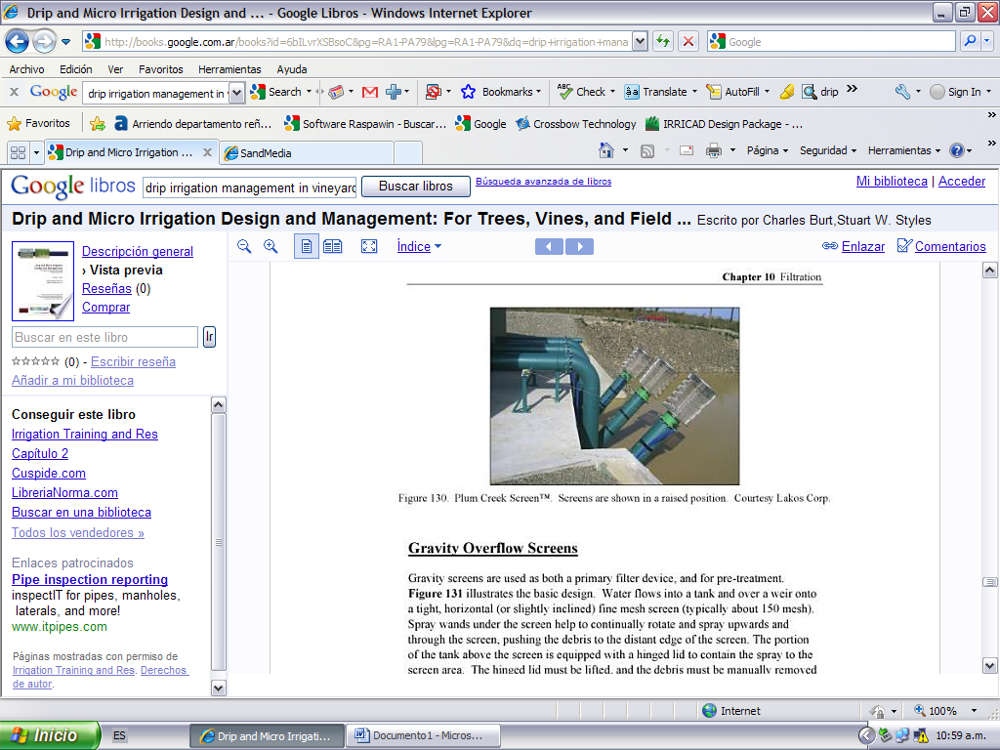 Drip and Micro Irrigation Design and ... - Google Libros - Windows Internet Explorer
http://books.google.com.ar/books?id=6bILvrXSBsoC&pg=RA1-PA79&lpg=RA1-PA79&dq=drip+irrigation+mana
Google
Archivo Edición Ver Favoritos Herramientas Ayuda
Google drip irrigation management in Search Bookmarks Check Translate AutoFill drip Sign In
Favoritos Arriendo departamento reñ... Software Raspawin - Buscar... Google Crossbow Technology IRRICAD Design Package - ...
Drip and Micro Irrigation ... SandMedia Página Seguridad Herramientas
Google libros drip irrigation management in vineyard Buscar libros Búsqueda avanzada de libros Mi biblioteca | Acceder
Drip and Micro Irrigation Design and Management: For Trees, Vines, and Field ... Escrito por Charles Burt,Stuart W. Styles
Índice Enlazar Comentarios
Descripción general
› Vista previa
Reseñas (0)
Comprar
Buscar en este libro Ir
(0) - Escribir reseña
Añadir a mi biblioteca
Conseguir este libro
Irrigation Training and Res
Capítulo 2
Cuspide.com
LibreriaNorma.com
Buscar en una biblioteca
Todos los vendedores »
Enlaces patrocinados
Pipe inspection reporting
inspectIT for pipes, manholes,
laterals, and more!
www.itpipes.com
Páginas mostradas con permiso de
Irrigation Training and Res. Derechos
de autor.
Chapter 10 Filtration
Figure 130. Plum Creek Screen™. Screens are shown in a raised position. Courtesy Lakos Corp.
Gravity Overflow Screens
Gravity screens are used as both a primary filter device, and for pre-treatment.
Figure 131 illustrates the basic design. Water flows into a tank and over a weir onto
a tight, horizontal (or slightly inclined) fine mesh screen (typically about 150 mesh).
Spray wands under the screen help to continually rotate and spray upwards and
through the screen, pushing the debris to the distant edge of the screen. The portion
of the tank above the screen is equipped with a hinged lid to contain the spray to the
screen area. The hinged lid must be lifted, and the debris must be manually removed
Internet 100%
Inicio ES Drip and Micro Irrigati... Documento1 - Micros... 10:59 a.m.